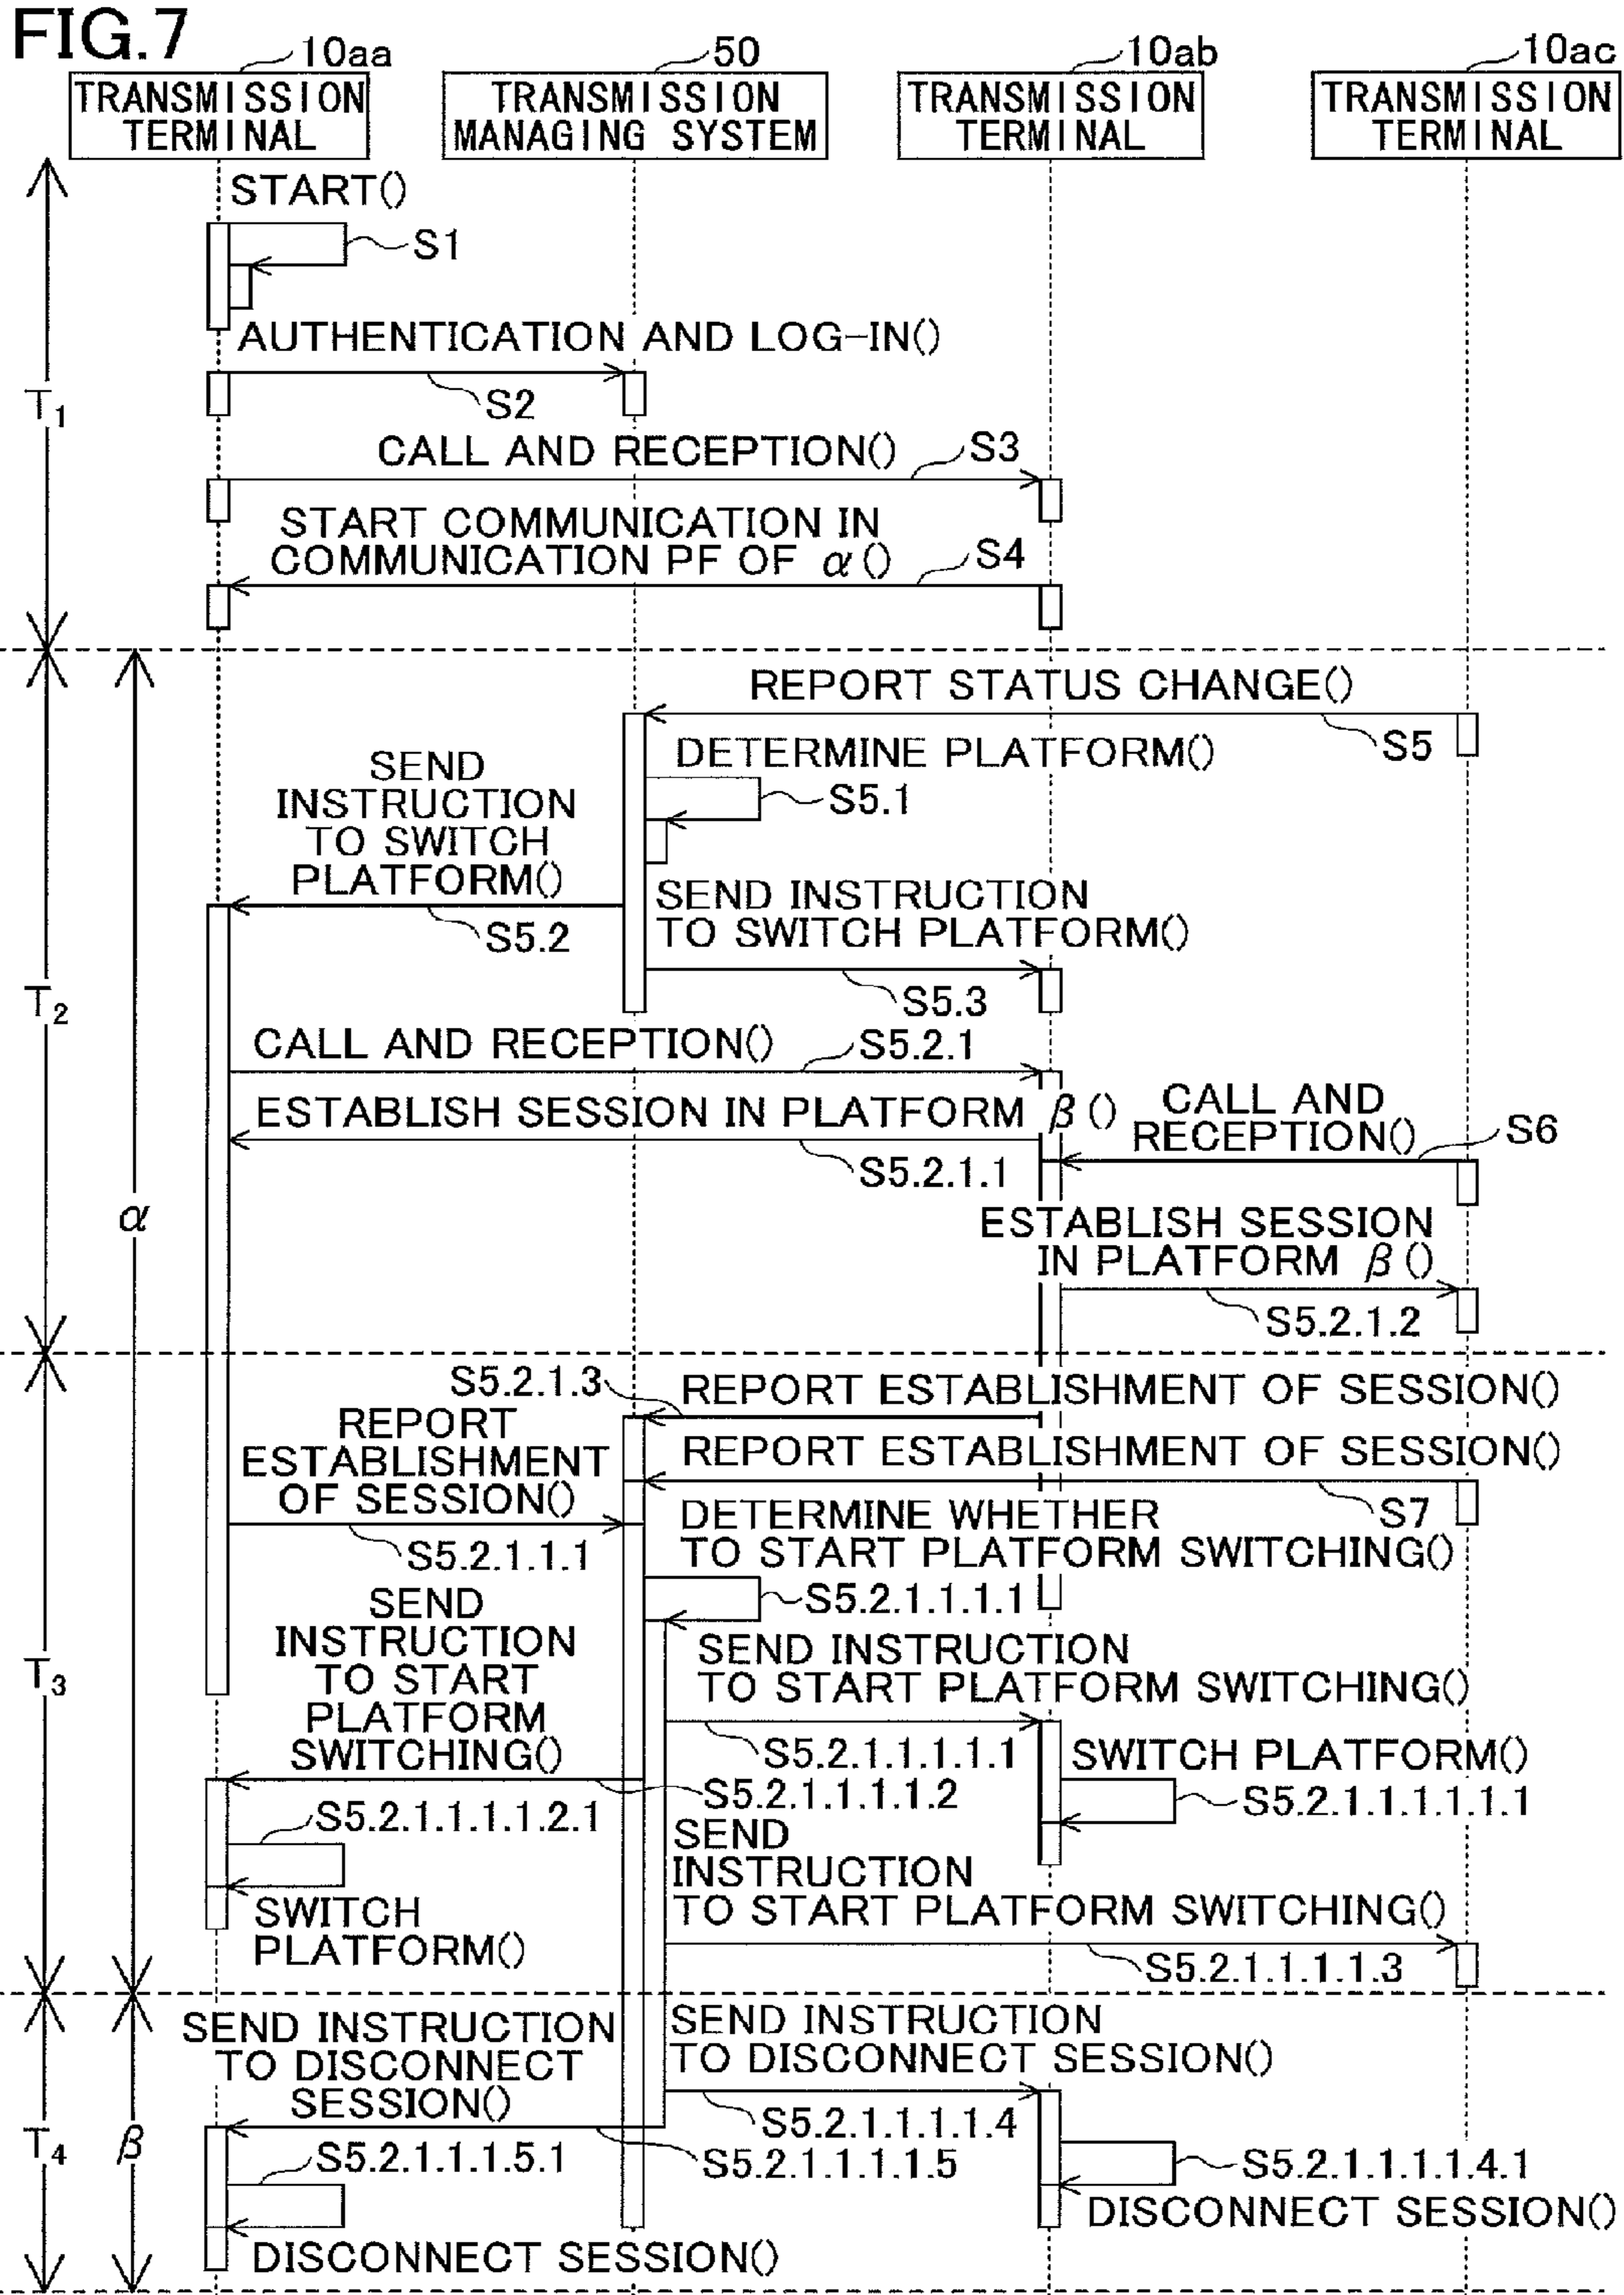 FIG.7
10aa
50
10ab
10ac
TRANSMISSION
TERMINAL
TRANSMISSION
MANAGING SYSTEM
TRANSMISSION
TERMINAL
TRANSMISSION
TERMINAL
START()
S1
AUTHENTICATION AND LOG-IN()
S2
T1
CALL AND RECEPTION()
S3
START COMMUNICATION IN
COMMUNICATION PF OF α()
S4
REPORT STATUS CHANGE()
S5
DETERMINE PLATFORM()
S5.1
SEND
INSTRUCTION
TO SWITCH
PLATFORM()
S5.2
SEND INSTRUCTION
TO SWITCH PLATFORM()
S5.3
T2
CALL AND RECEPTION()
S5.2.1
ESTABLISH SESSION IN PLATFORM β()
S5.2.1.1
CALL AND
RECEPTION()
S6
α
ESTABLISH SESSION
IN PLATFORM β()
S5.2.1.2
S5.2.1.3
REPORT ESTABLISHMENT OF SESSION()
REPORT
ESTABLISHMENT
OF SESSION()
S5.2.1.1.1
REPORT ESTABLISHMENT OF SESSION()
S7
DETERMINE WHETHER
TO START PLATFORM SWITCHING()
S5.2.1.1.1.1
SEND
INSTRUCTION
TO START
PLATFORM
SWITCHING()
T3
SEND INSTRUCTION
TO START PLATFORM SWITCHING()
S5.2.1.1.1.1.1
SWITCH PLATFORM()
S5.2.1.1.1.1.2
S5.2.1.1.1.1.1.1
S5.2.1.1.1.1.2.1
SEND
INSTRUCTION
TO START PLATFORM SWITCHING()
SWITCH
PLATFORM()
S5.2.1.1.1.1.3
SEND INSTRUCTION
TO DISCONNECT
SESSION()
SEND INSTRUCTION
TO DISCONNECT SESSION()
S5.2.1.1.1.1.4
T4
β
S5.2.1.1.1.1.5
S5.2.1.1.1.5.1
S5.2.1.1.1.1.4.1
DISCONNECT SESSION()
DISCONNECT SESSION()